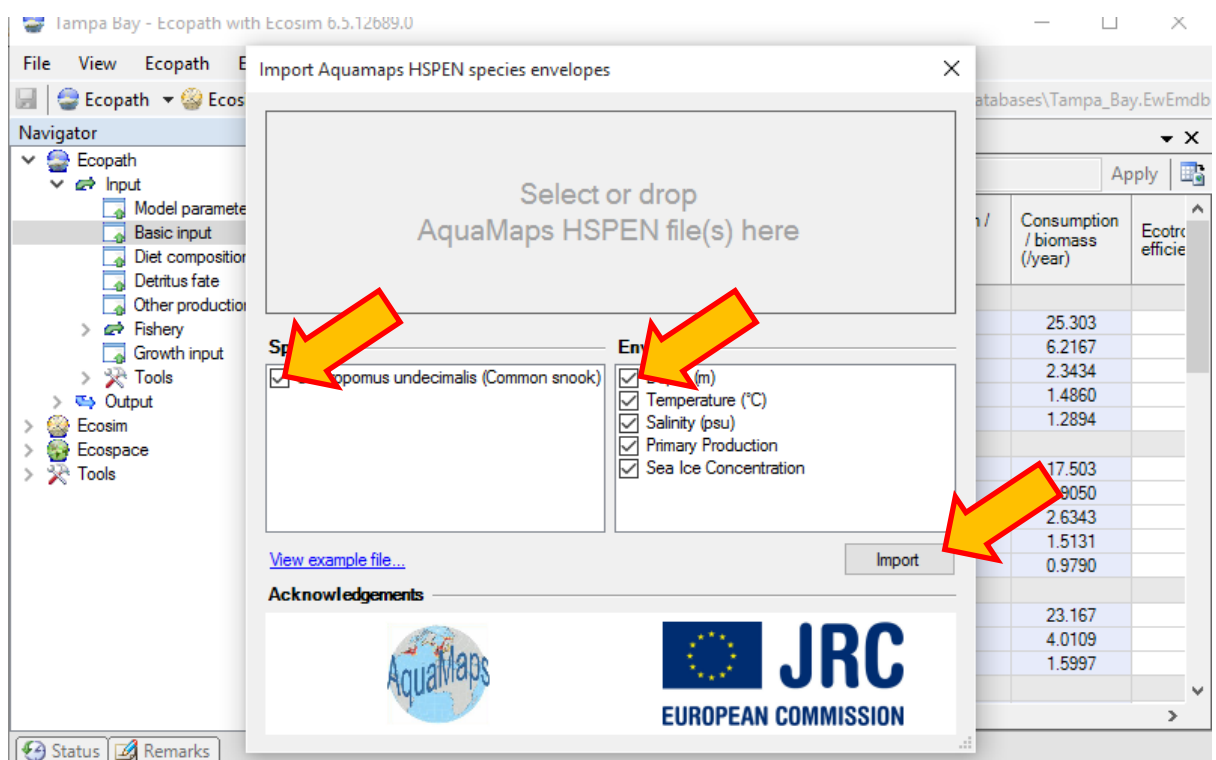 Tampa Bay - Ecopath with Ecosim 6.5.12689.0
File View Ecopath E
Ecopath Ecos
atabases\Tampa_Bay.EwEmdb
Navigator
Ecopath
Input
Model paramete
Basic input
Diet composition
Detritus fate
Other production
Fishery
Growth input
Tools
Output
Ecosim
Ecospace
Tools
Status Remarks
Import Aquamaps HSPEN species envelopes
Select or drop
AquaMaps HSPEN file(s) here
Sp
ropomus undecimalis (Common snook)
Env
(m)
Temperature (°C)
Salinity (psu)
Primary Production
Sea Ice Concentration
View example file...
Import
Acknowledgements
AquaMaps
JRC
EUROPEAN COMMISSION
Apply
Consumption
/ biomass
(/year)
Ecotro
efficie
25.303
6.2167
2.3434
1.4860
1.2894
17.503
9050
2.6343
1.5131
0.9790
23.167
4.0109
1.5997